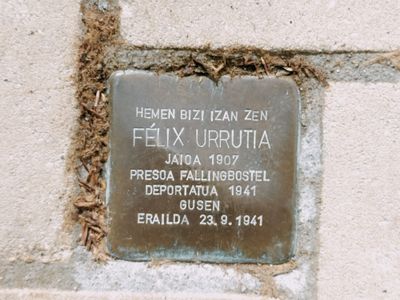 HEMEN BIZI IZAN ZEN
FÉLIX URRUTIA
JAIOA 1907
PRESOA FALLINGBOSTEL
DEPORTATUA 1941
GUSEN
ERAILDA 23.9.1941